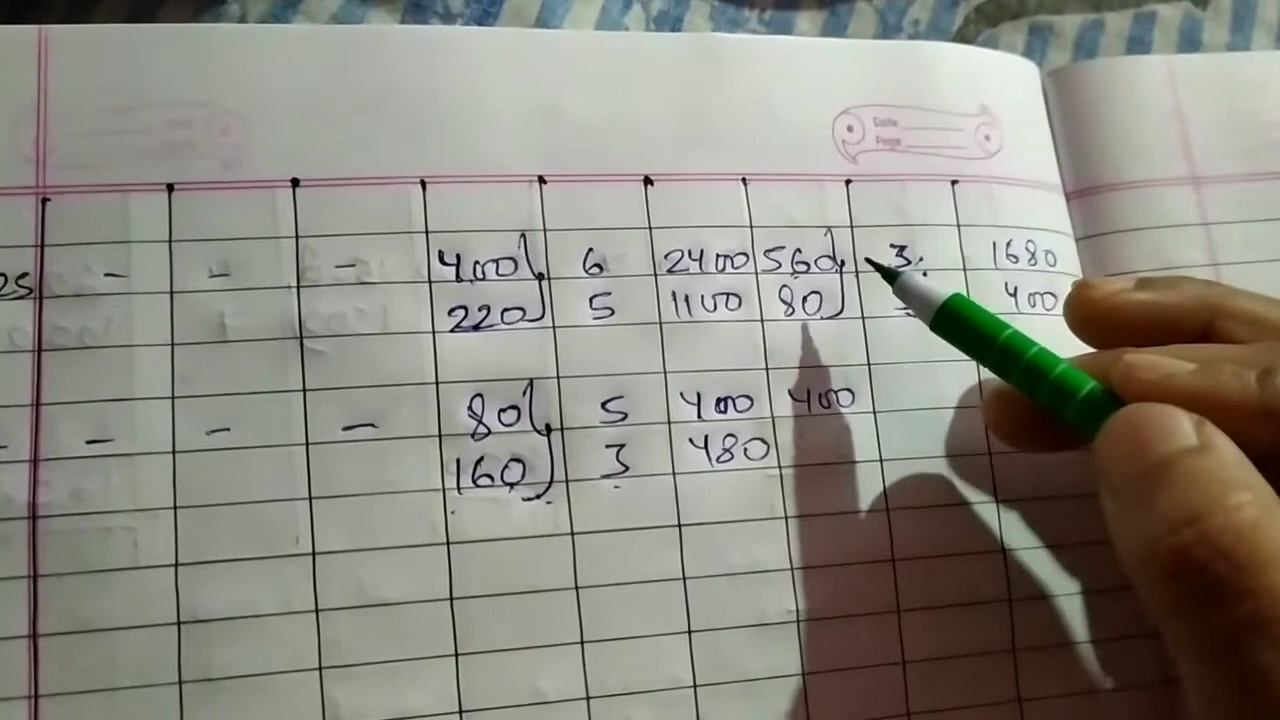 Date
Page
es - - - 400 6 2400 560 3 1680
220 5 1100 80 400
- - - - 80 5 400 400
160 3 480